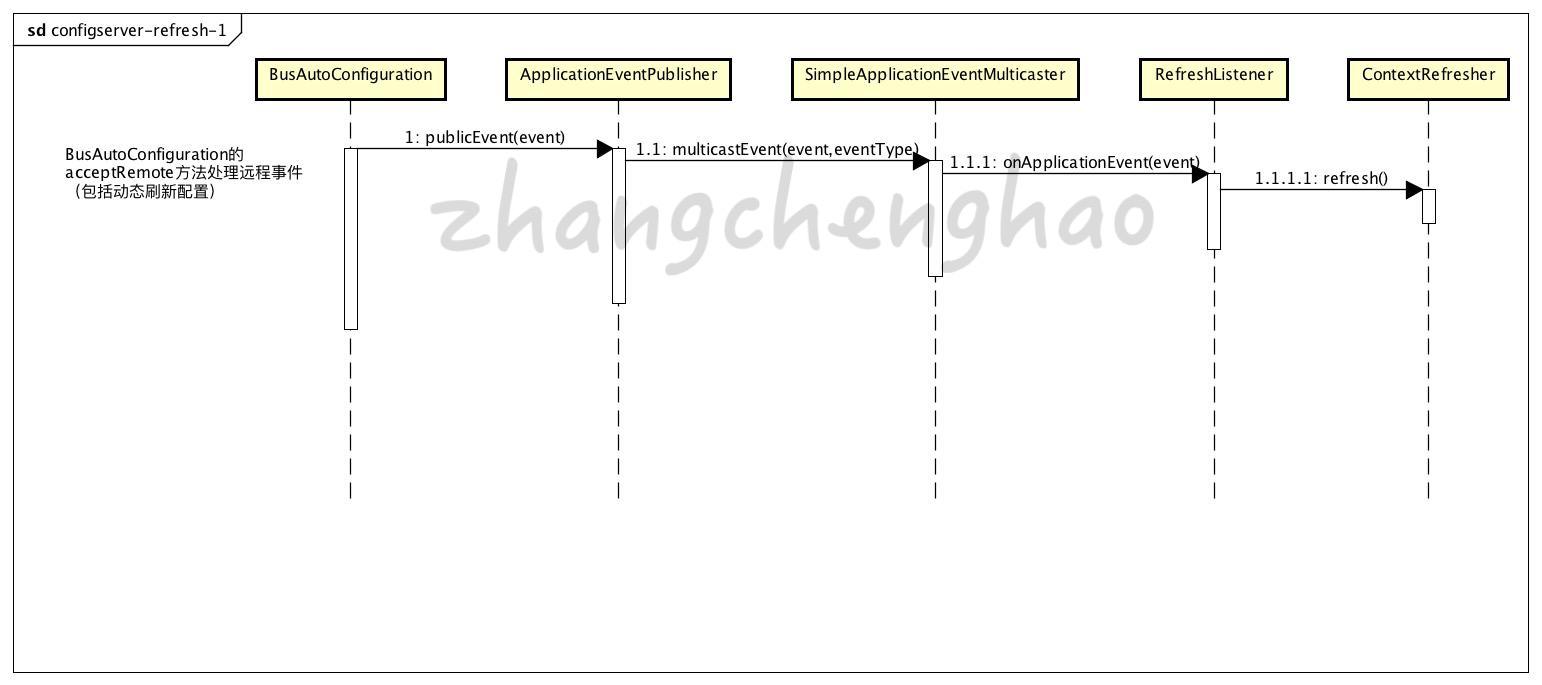 sd configserver-refresh-1
BusAutoConfiguration
ApplicationEventPublisher
SimpleApplicationEventMulticaster
RefreshListener
ContextRefresher
1: publicEvent(event)
1.1: multicastEvent(event,eventType)
1.1.1: onApplicationEvent(event)
1.1.1.1: refresh()
BusAutoConfiguration的
acceptRemote方法处理远程事件
（包括动态刷新配置）
zhangchenghao